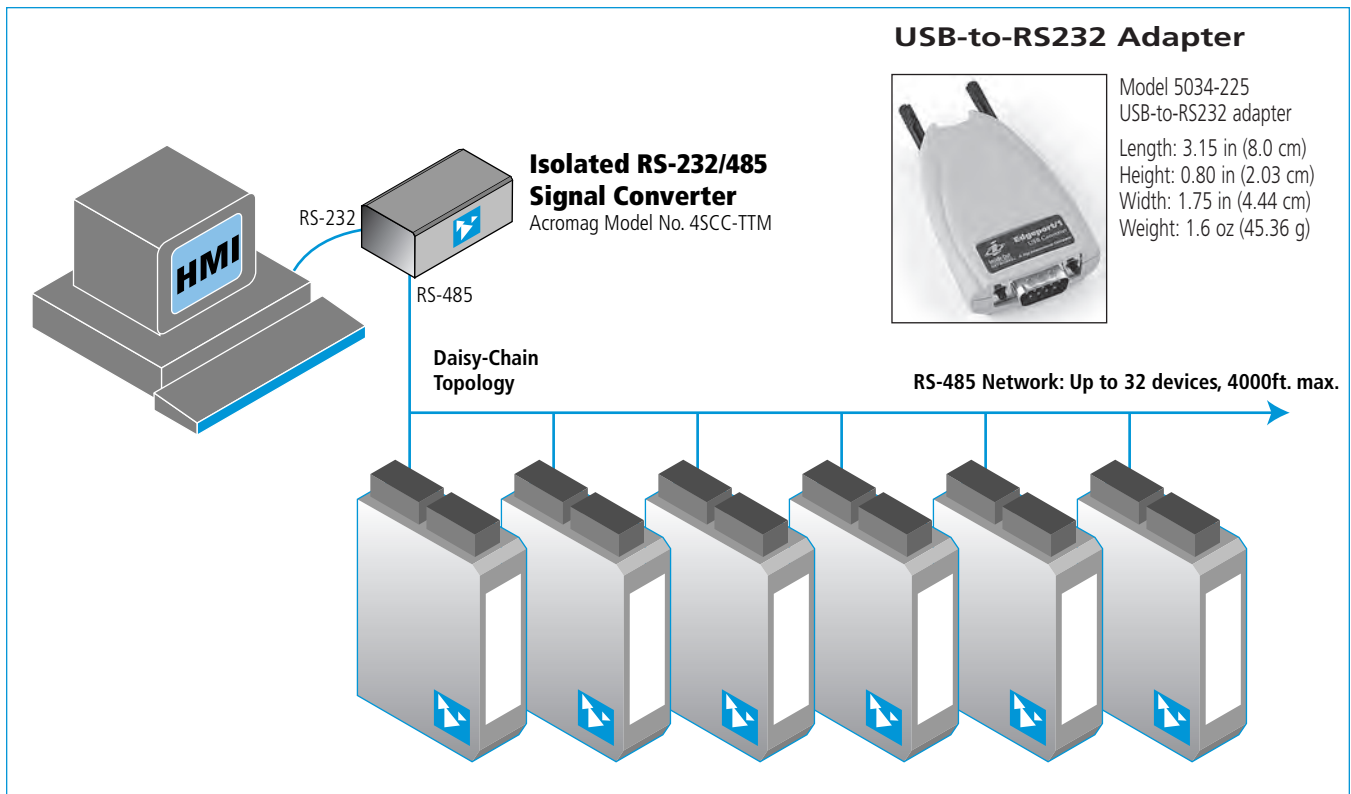 USB-to-RS232 Adapter
Model 5034-225
USB-to-RS232 adapter
Length: 3.15 in (8.0 cm)
Height: 0.80 in (2.03 cm)
Width: 1.75 in (4.44 cm)
Weight: 1.6 oz (45.36 g)
Edgeport/1
USB Converter
Isolated RS-232/485
Signal Converter
Acromag Model No. 4SCC-TTM
RS-232
HMI
RS-485
Daisy-Chain
Topology
RS-485 Network: Up to 32 devices, 4000ft. max.